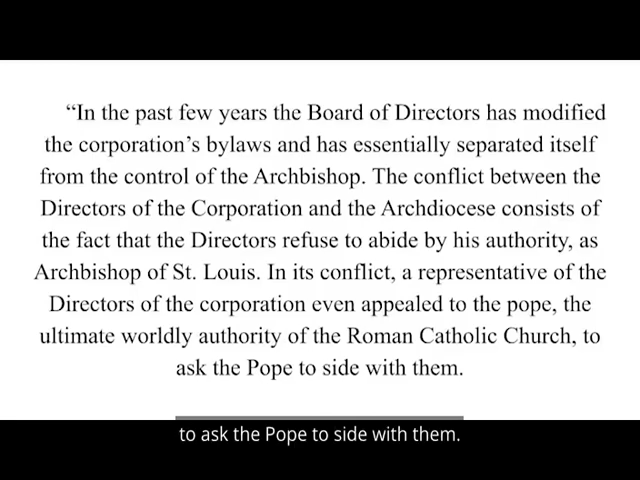 “In the past few years the Board of Directors has modified
the corporation’s bylaws and has essentially separated itself
from the control of the Archbishop. The conflict between the
Directors of the Corporation and the Archdiocese consists of
the fact that the Directors refuse to abide by his authority, as
Archbishop of St. Louis. In its conflict, a representative of the
Directors of the corporation even appealed to the pope, the
ultimate worldly authority of the Roman Catholic Church, to
ask the Pope to side with them.
to ask the Pope to side with them.